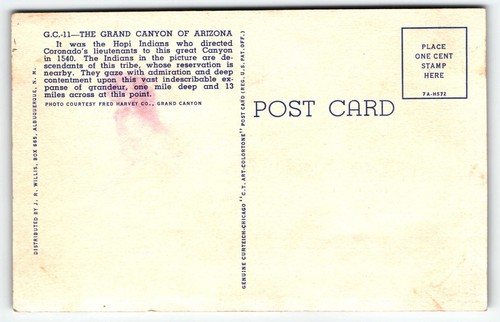 G.C.-11—THE GRAND CANYON OF ARIZONA
It was the Hopi Indians who directed
Coronado's lieutenants to this great Canyon
in 1540. The Indians in the picture are de-
scendants of this tribe, whose reservation is
nearby. They gaze with admiration and deep
contentment upon this vast indescribable ex-
panse of grandeur, one mile deep and 13
miles across at this point.
PHOTO COURTESY FRED HARVEY CO., GRAND CANYON
DISTRIBUTED BY J. R. WILLIS, BOX 665, ALBUQUERQUE, N. M.
GENUINE CURTEICH-CHICAGO "C.T. ART-COLORTONE" POST CARD (REG. U.S. PAT. OFF.)
POST CARD
PLACE
ONE CENT
STAMP
HERE
7A-H572